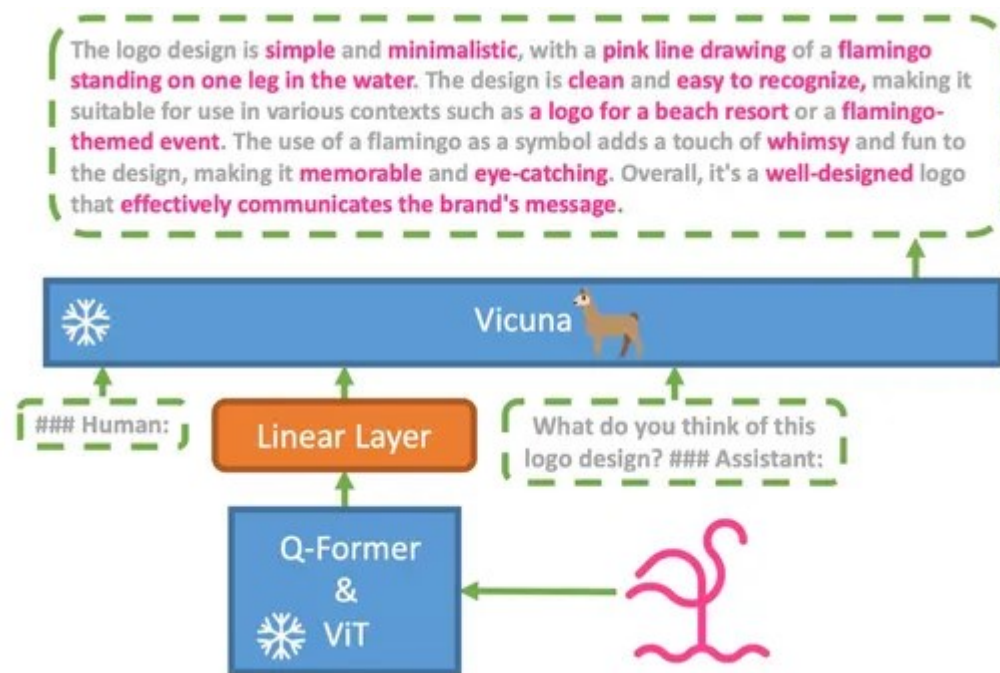 The logo design is simple and minimalistic, with a pink line drawing of a flamingo
standing on one leg in the water. The design is clean and easy to recognize, making it
suitable for use in various contexts such as a logo for a beach resort or a flamingo-
themed event. The use of a flamingo as a symbol adds a touch of whimsy and fun to
the design, making it memorable and eye-catching. Overall, it's a well-designed logo
that effectively communicates the brand's message.
Vicuna
### Human:
Linear Layer
What do you think of this
logo design? ### Assistant:
Q-Former
&
ViT